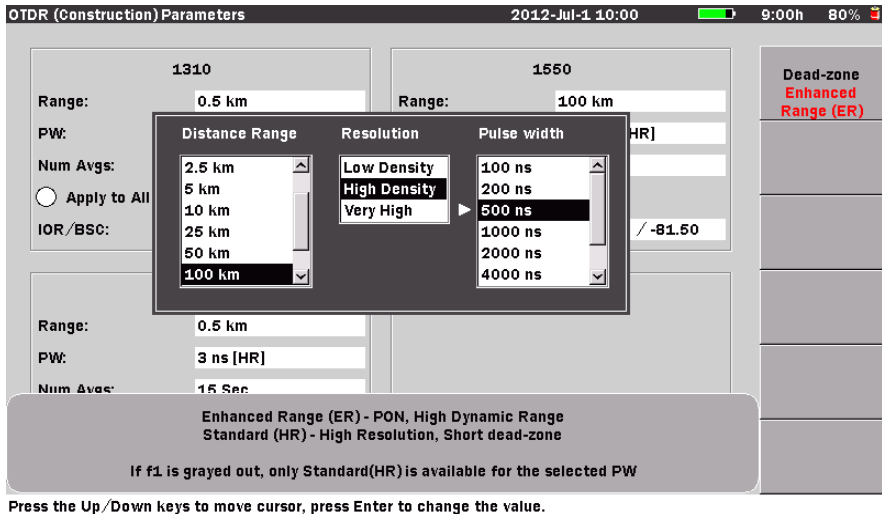 OTDR (Construction) Parameters 2012-Jul-1 10:00 9:00h 80%
1310
Range: 0.5 km
PW:
Num Avgs:
Apply to All
IOR/BSC:
1550
Range: 100 km
HR]
/ -81.50
Distance Range
2.5 km
5 km
10 km
25 km
50 km
100 km
Resolution
Low Density
High Density
Very High
Pulse width
100 ns
200 ns
500 ns
1000 ns
2000 ns
4000 ns
Range: 0.5 km
PW: 3 ns [HR]
Num Avgs: 15 Sec
Dead-zone
Enhanced
Range (ER)
Enhanced Range (ER) - PON, High Dynamic Range
Standard (HR) - High Resolution, Short dead-zone
If f1 is grayed out, only Standard(HR) is available for the selected PW
Press the Up/Down keys to move cursor, press Enter to change the value.